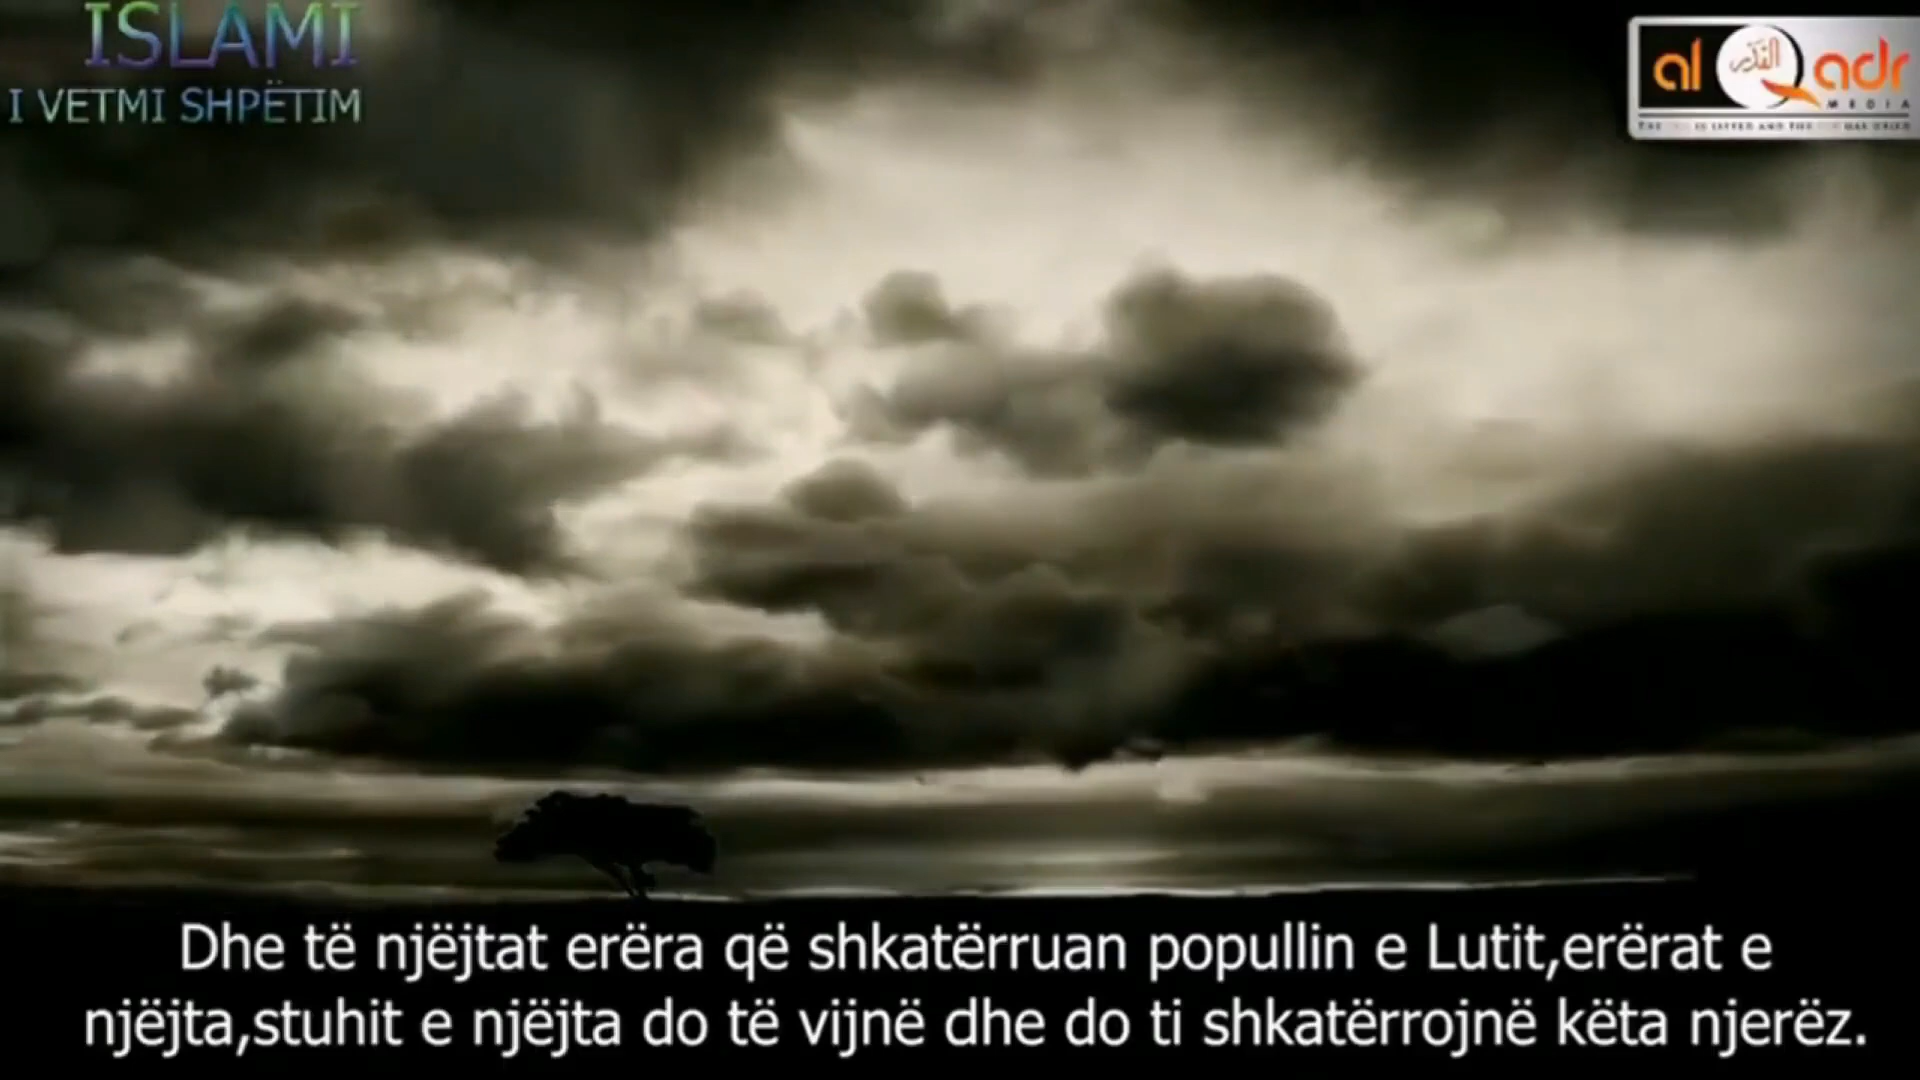 ISLAMI
I VETMI SHPËTIM
al Qadr
القدر
MEDIA
Dhe të njëjtat erëra që shkatërruan popullin e Lutit,erërat e
njëjta,stuhit e njëjta do të vijnë dhe do ti shkatërrojnë këta njerëz.